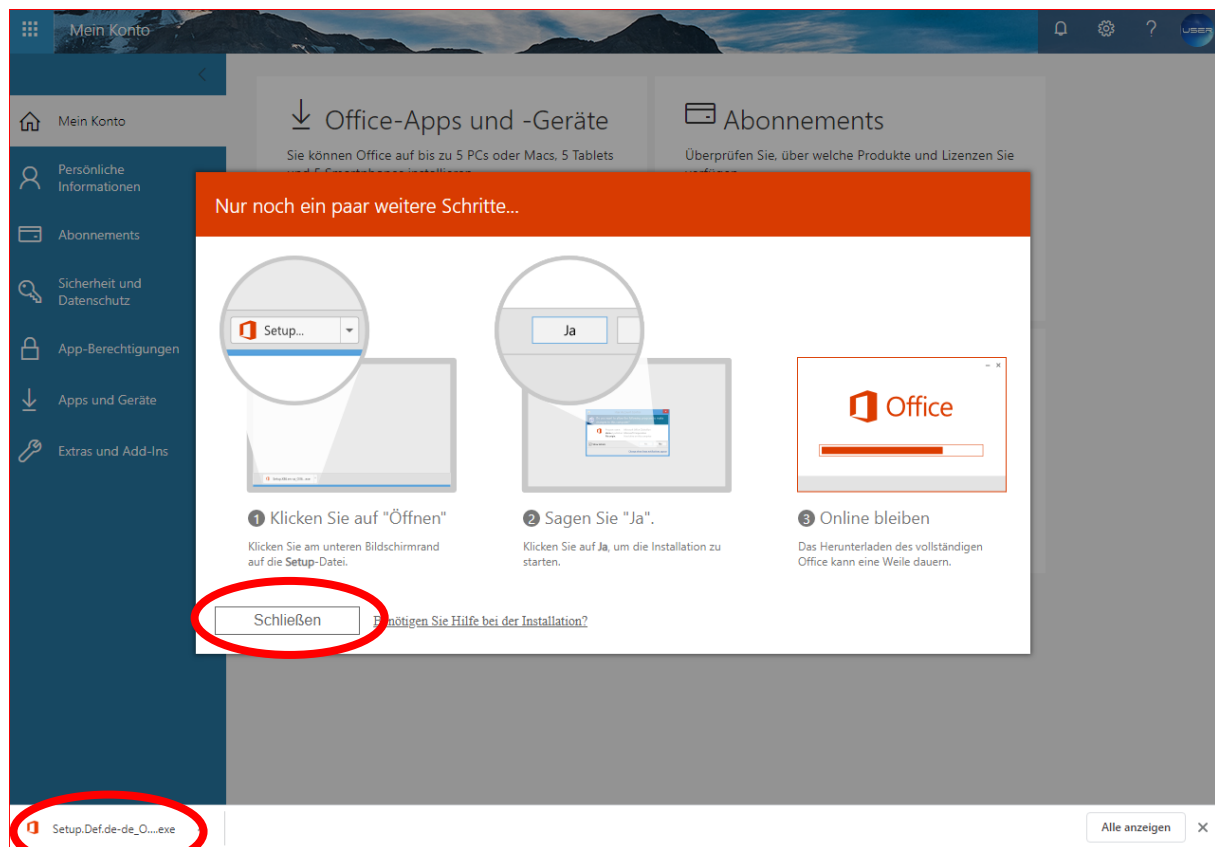 Mein Konto
?
USER
Mein Konto
Persönliche
Informationen
Abonnements
Sicherheit und
Datenschutz
App-Berechtigungen
Apps und Geräte
Extras und Add-Ins
Office-Apps und -Geräte
Sie können Office auf bis zu 5 PCs oder Macs, 5 Tablets
und 5 Smartphones installieren
Abonnements
Überprüfen Sie, über welche Produkte und Lizenzen Sie
verfügen
Nur noch ein paar weitere Schritte...
Setup...
1 Klicken Sie auf "Öffnen"
Klicken Sie am unteren Bildschirmrand
auf die Setup-Datei.
Ja
2 Sagen Sie "Ja".
Klicken Sie auf Ja, um die Installation zu
starten.
Office
3 Online bleiben
Das Herunterladen des vollständigen
Office kann eine Weile dauern.
Schließen
Benötigen Sie Hilfe bei der Installation?
Setup.Def.de-de_O....exe
Alle anzeigen